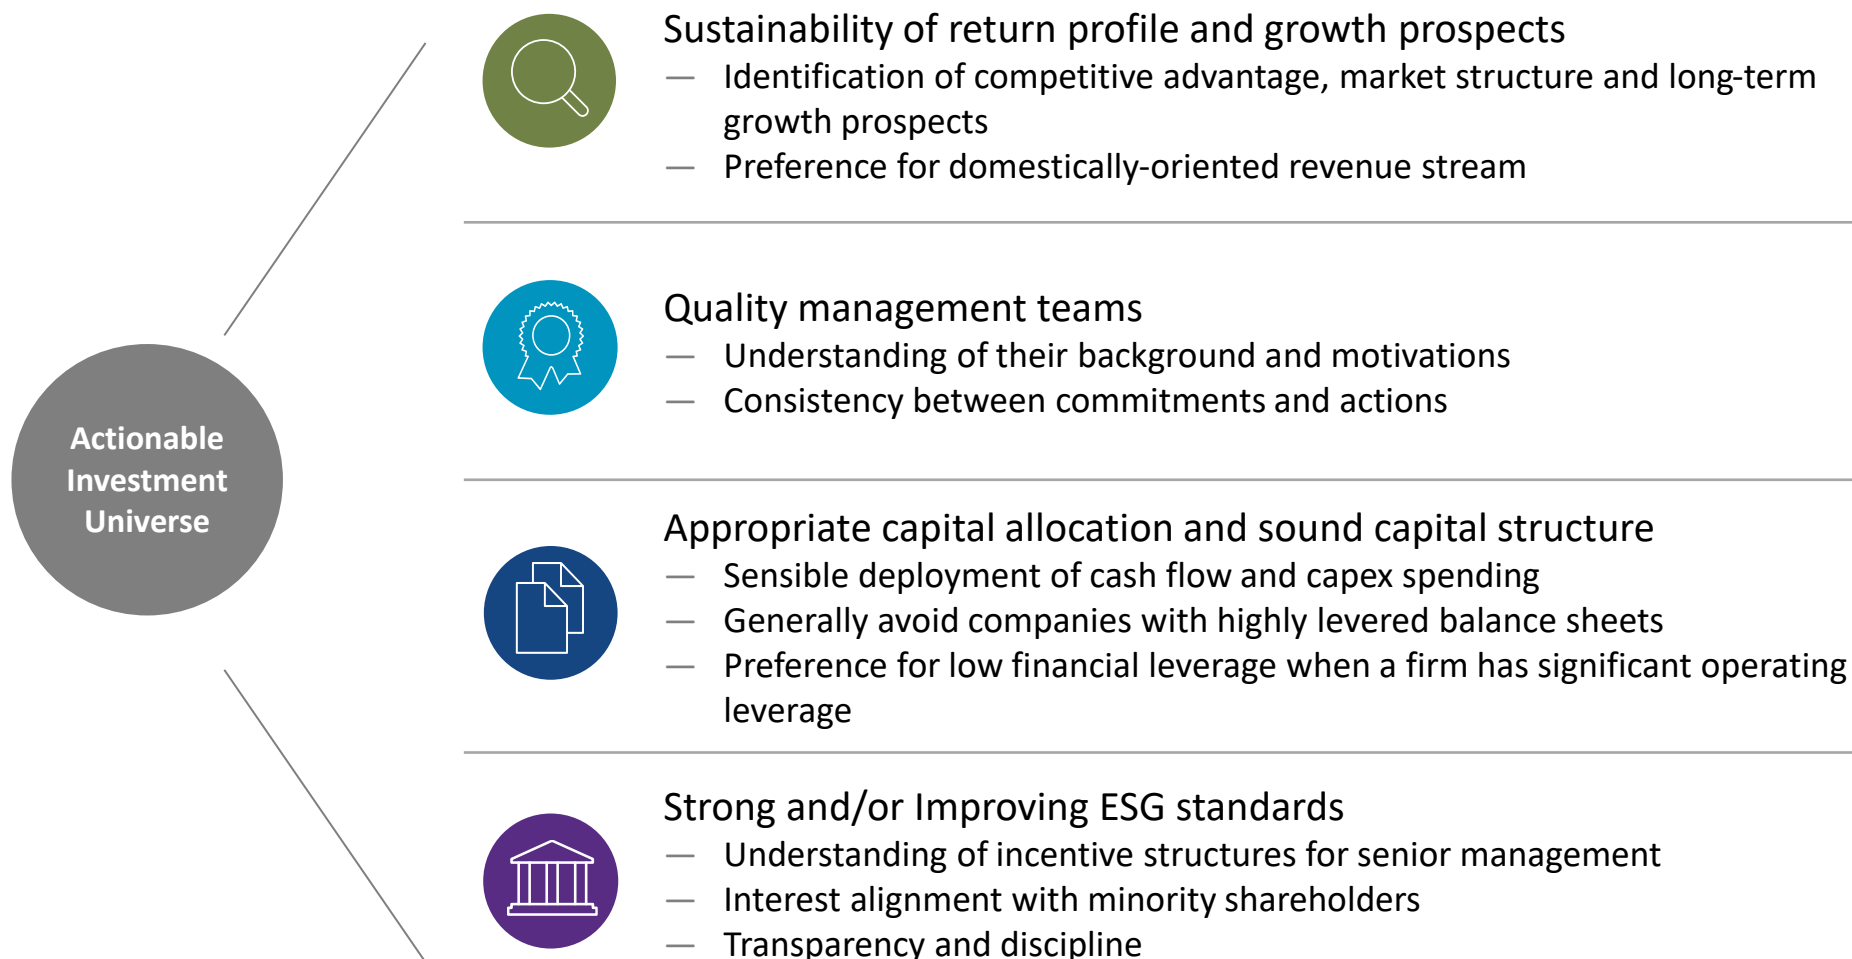 Sustainability of return profile and growth prospects
— Identification of competitive advantage, market structure and long-term
growth prospects
— Preference for domestically-oriented revenue stream
Quality management teams
— Understanding of their background and motivations
— Consistency between commitments and actions
Actionable
Investment
Universe
Appropriate capital allocation and sound capital structure
— Sensible deployment of cash flow and capex spending
— Generally avoid companies with highly levered balance sheets
— Preference for low financial leverage when a firm has significant operating
leverage
Strong and/or Improving ESG standards
— Understanding of incentive structures for senior management
— Interest alignment with minority shareholders
— Transparency and discipline